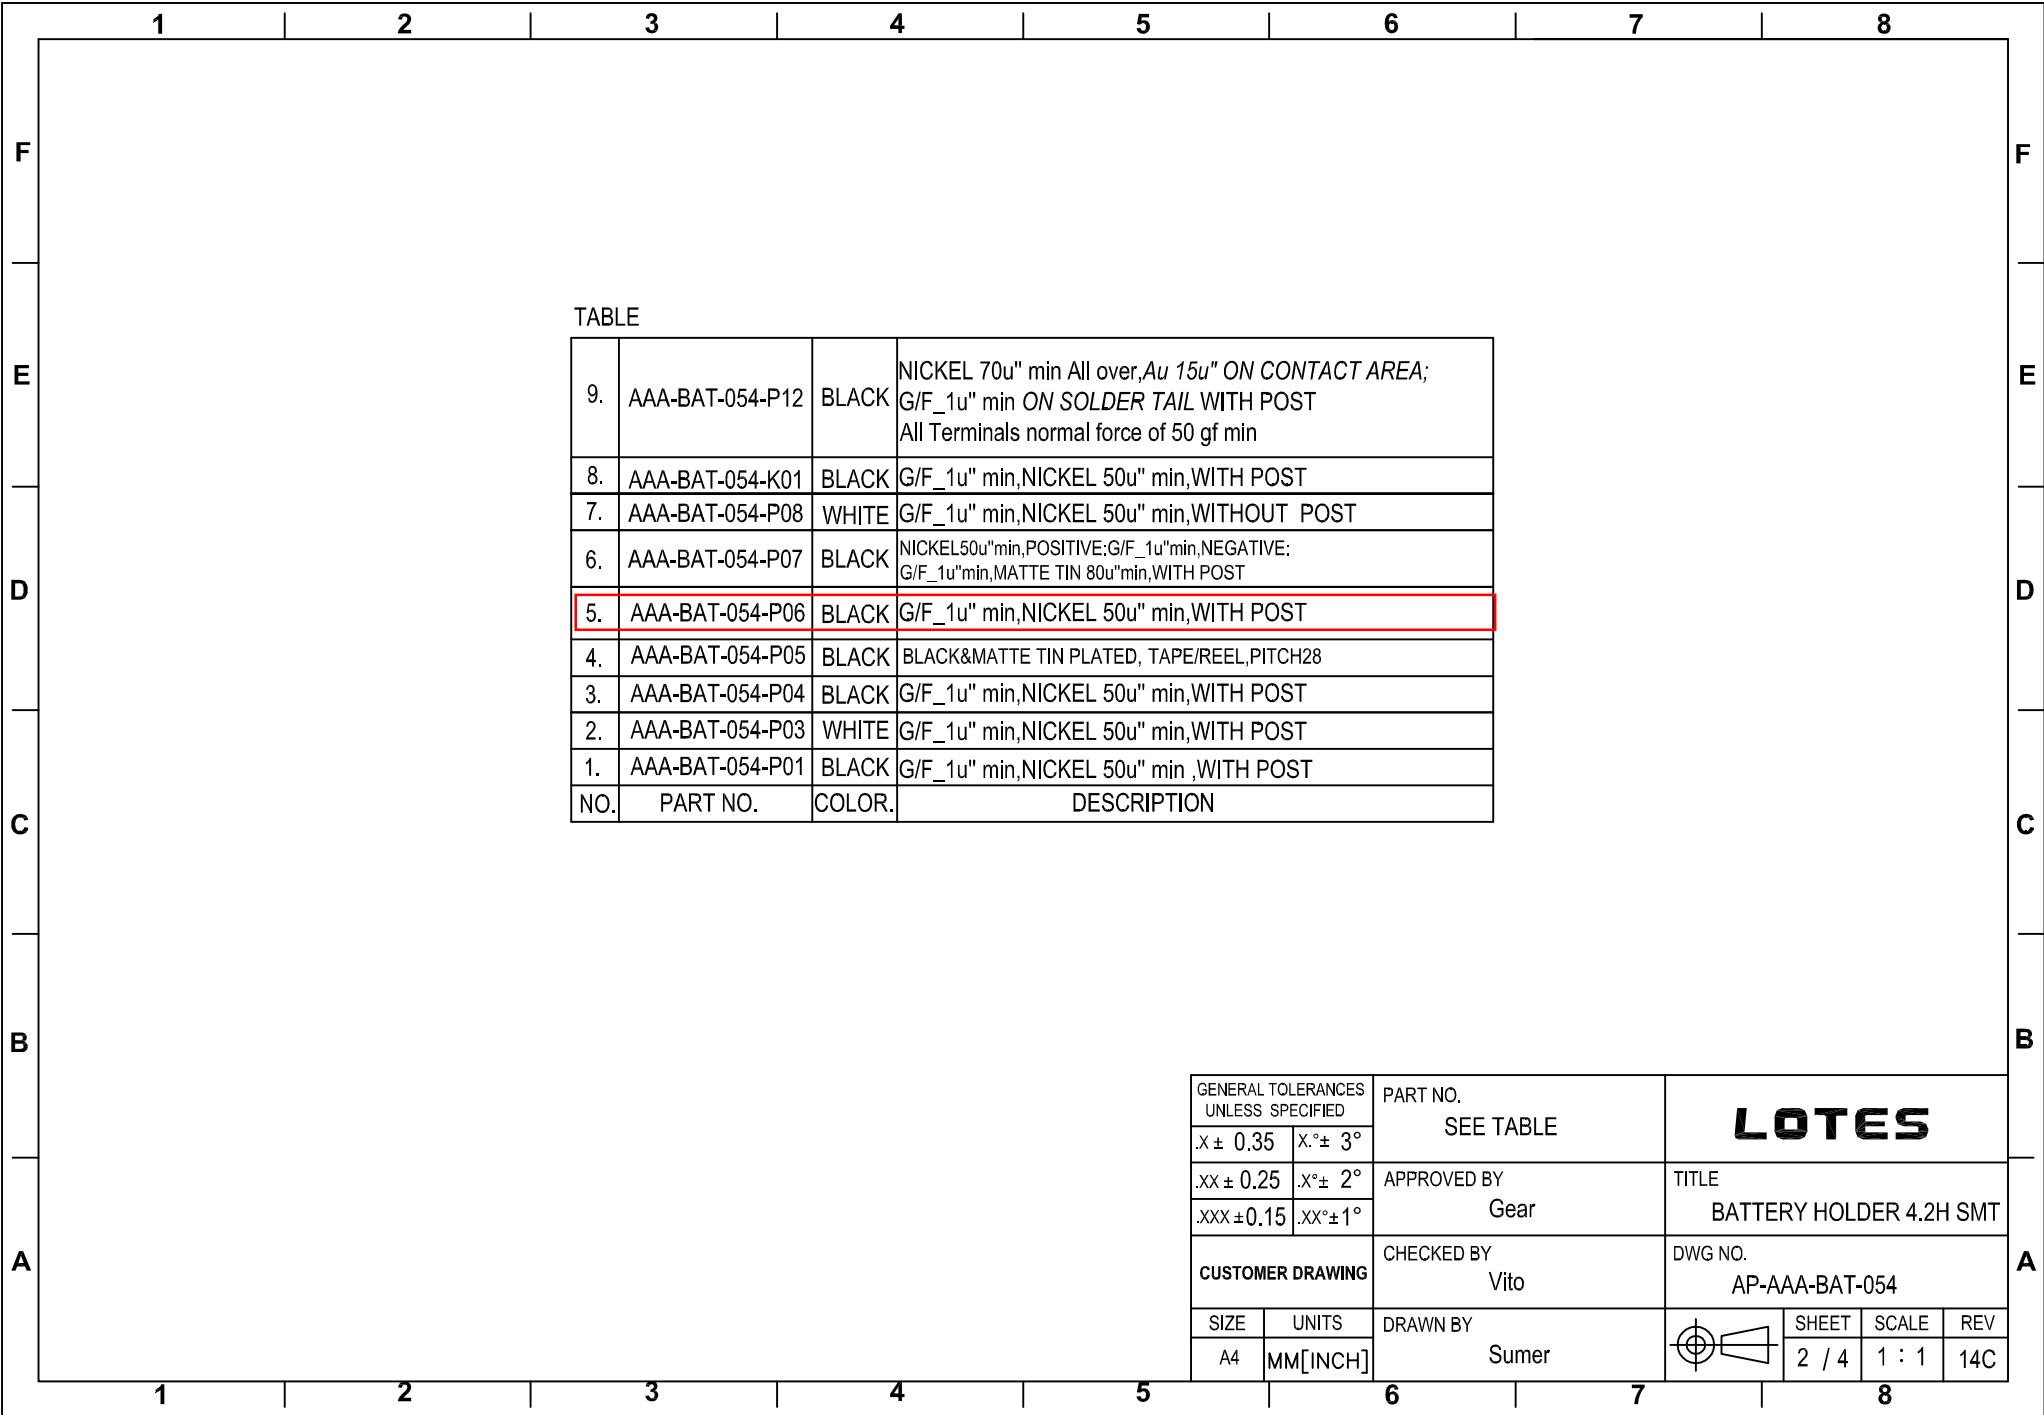 1 2 3 4 5 6 7 8
F F
TABLE
9. AAA-BAT-054-P12 BLACK NICKEL 70u" min All over,Au 15u" ON CONTACT AREA;
G/F_1u" min ON SOLDER TAIL WITH POST
All Terminals normal force of 50 gf min
E E
8. AAA-BAT-054-K01 BLACK G/F_1u" min,NICKEL 50u" min,WITH POST
7. AAA-BAT-054-P08 WHITE G/F_1u" min,NICKEL 50u" min,WITHOUT POST
6. AAA-BAT-054-P07 BLACK NICKEL50u"min,POSITIVE:G/F_1u"min,NEGATIVE:
G/F_1u"min,MATTE TIN 80u"min,WITH POST
D D
5. AAA-BAT-054-P06 BLACK G/F_1u" min,NICKEL 50u" min,WITH POST
4. AAA-BAT-054-P05 BLACK BLACK&MATTE TIN PLATED, TAPE/REEL,PITCH28
3. AAA-BAT-054-P04 BLACK G/F_1u" min,NICKEL 50u" min,WITH POST
2. AAA-BAT-054-P03 WHITE G/F_1u" min,NICKEL 50u" min,WITH POST
1. AAA-BAT-054-P01 BLACK G/F_1u" min,NICKEL 50u" min ,WITH POST
NO. PART NO. COLOR. DESCRIPTION
C C
B B
GENERAL TOLERANCES
UNLESS SPECIFIED
.X ± 0.35 X.°± 3°
.XX ± 0.25 .X°± 2°
.XXX ±0.15 .XX°±1°
CUSTOMER DRAWING
SIZE UNITS
A4 MM[INCH]
PART NO.
SEE TABLE
APPROVED BY
Gear
CHECKED BY
Vito
DRAWN BY
Sumer
LOTES
TITLE
BATTERY HOLDER 4.2H SMT
DWG NO.
AP-AAA-BAT-054
SHEET SCALE REV
2 / 4 1 : 1 14C
A A
1 2 3 4 5 6 7 8